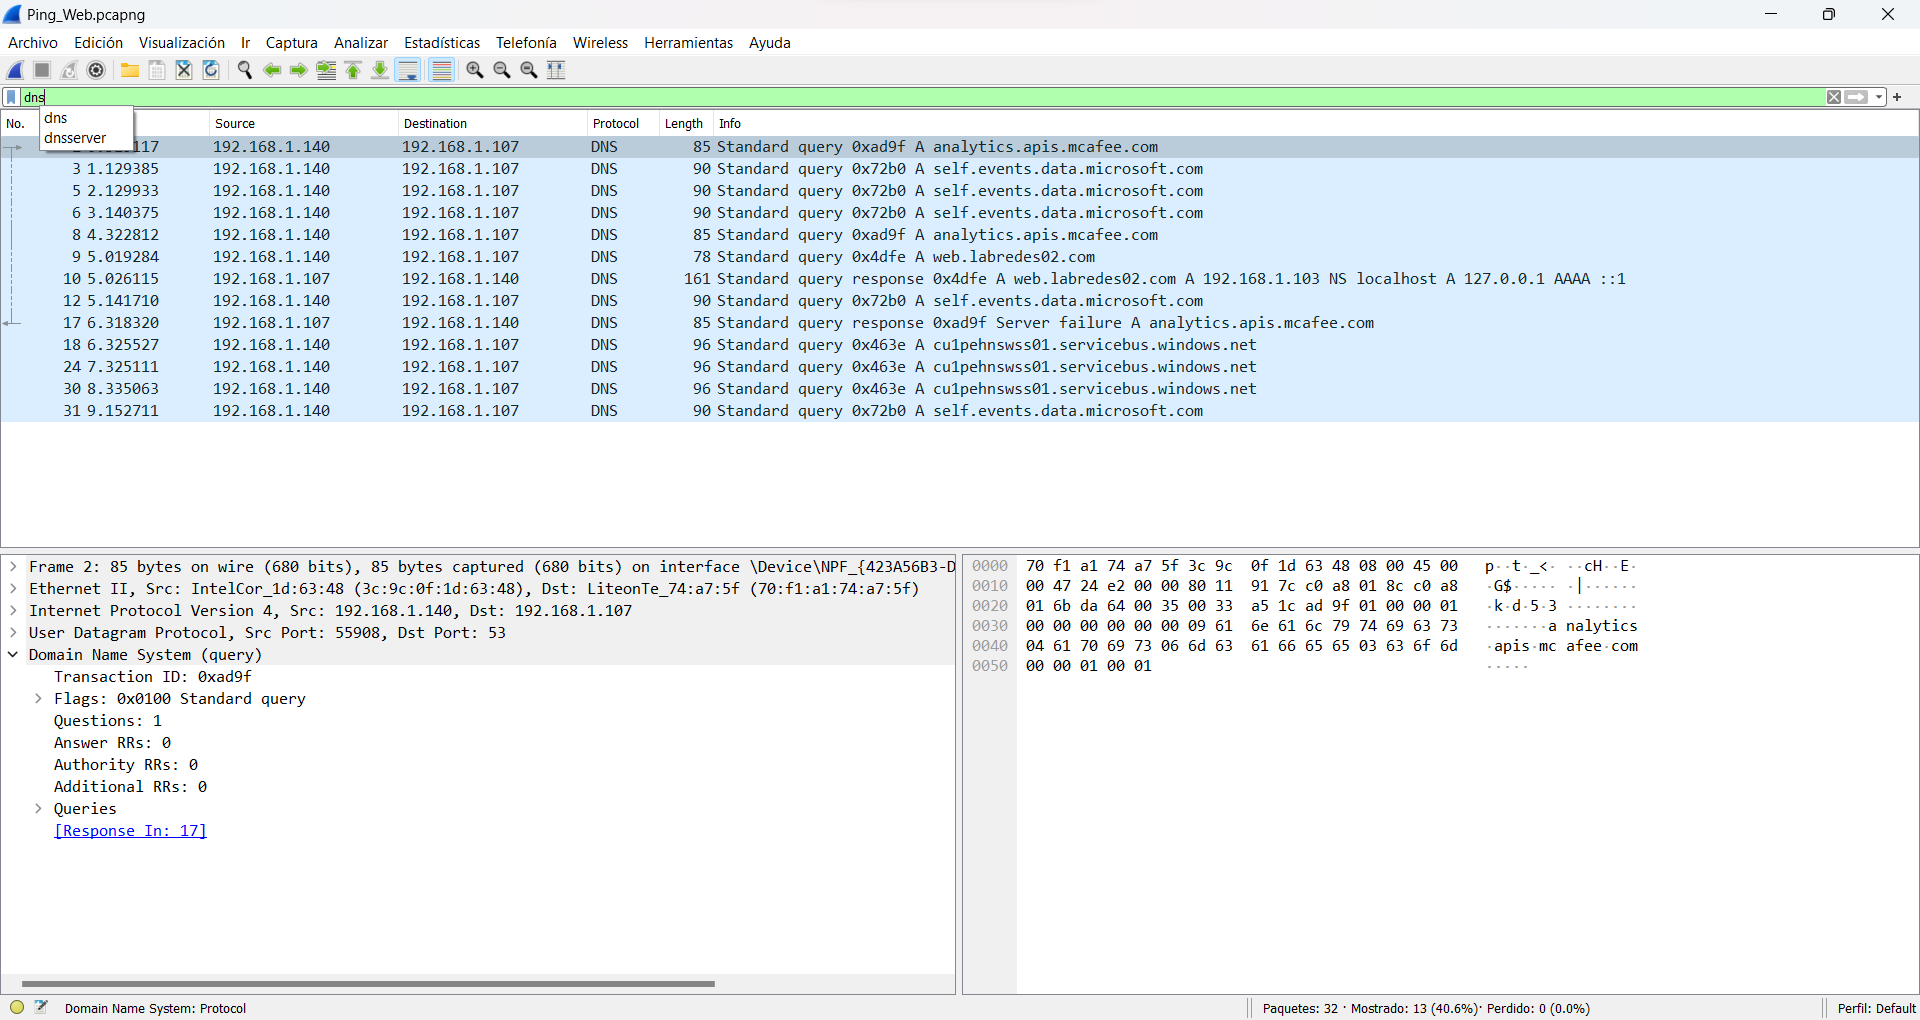 Ping_Web.pcapng
Archivo Edición Visualización Ir Captura Analizar Estadísticas Telefonía Wireless Herramientas Ayuda
dns
dns
dnsserver
No. Source Destination Protocol Length Info
117 192.168.1.140 192.168.1.107 DNS 85 Standard query 0xad9f A analytics.apis.mcafee.com
3 1.129385 192.168.1.140 192.168.1.107 DNS 90 Standard query 0x72b0 A self.events.data.microsoft.com
5 2.129933 192.168.1.140 192.168.1.107 DNS 90 Standard query 0x72b0 A self.events.data.microsoft.com
6 3.140375 192.168.1.140 192.168.1.107 DNS 90 Standard query 0x72b0 A self.events.data.microsoft.com
8 4.322812 192.168.1.140 192.168.1.107 DNS 85 Standard query 0xad9f A analytics.apis.mcafee.com
9 5.019284 192.168.1.140 192.168.1.107 DNS 78 Standard query 0x4dfe A web.labredes02.com
10 5.026115 192.168.1.107 192.168.1.140 DNS 161 Standard query response 0x4dfe A web.labredes02.com A 192.168.1.103 NS localhost A 127.0.0.1 AAAA ::1
12 5.141710 192.168.1.140 192.168.1.107 DNS 90 Standard query 0x72b0 A self.events.data.microsoft.com
17 6.318320 192.168.1.107 192.168.1.140 DNS 85 Standard query response 0xad9f Server failure A analytics.apis.mcafee.com
18 6.325527 192.168.1.140 192.168.1.107 DNS 96 Standard query 0x463e A cu1pehnswss01.servicebus.windows.net
24 7.325111 192.168.1.140 192.168.1.107 DNS 96 Standard query 0x463e A cu1pehnswss01.servicebus.windows.net
30 8.335063 192.168.1.140 192.168.1.107 DNS 96 Standard query 0x463e A cu1pehnswss01.servicebus.windows.net
31 9.152711 192.168.1.140 192.168.1.107 DNS 90 Standard query 0x72b0 A self.events.data.microsoft.com
Frame 2: 85 bytes on wire (680 bits), 85 bytes captured (680 bits) on interface \Device\NPF_{423A56B3-D
Ethernet II, Src: IntelCor_1d:63:48 (3c:9c:0f:1d:63:48), Dst: LiteonTe_74:a7:5f (70:f1:a1:74:a7:5f)
Internet Protocol Version 4, Src: 192.168.1.140, Dst: 192.168.1.107
User Datagram Protocol, Src Port: 55908, Dst Port: 53
Domain Name System (query)
Transaction ID: 0xad9f
Flags: 0x0100 Standard query
Questions: 1
Answer RRs: 0
Authority RRs: 0
Additional RRs: 0
Queries
[Response In: 17]
0000 70 f1 a1 74 a7 5f 3c 9c 0f 1d 63 48 08 00 45 00 p··t·_<· ··cH··E·
0010 00 47 24 e2 00 00 80 11 91 7c c0 a8 01 8c c0 a8 ·G$····· ·|······
0020 01 6b da 64 00 35 00 33 a5 1c ad 9f 01 00 00 01 ·k·d·5·3 ········
0030 00 00 00 00 00 00 09 61 6e 61 6c 79 74 69 63 73 ·······a nalytics
0040 04 61 70 69 73 06 6d 63 61 66 65 65 03 63 6f 6d ·apis·mc afee·com
0050 00 00 01 00 01 ·····
Domain Name System: Protocol
Paquetes: 32 · Mostrado: 13 (40.6%)· Perdido: 0 (0.0%)
Perfil: Default